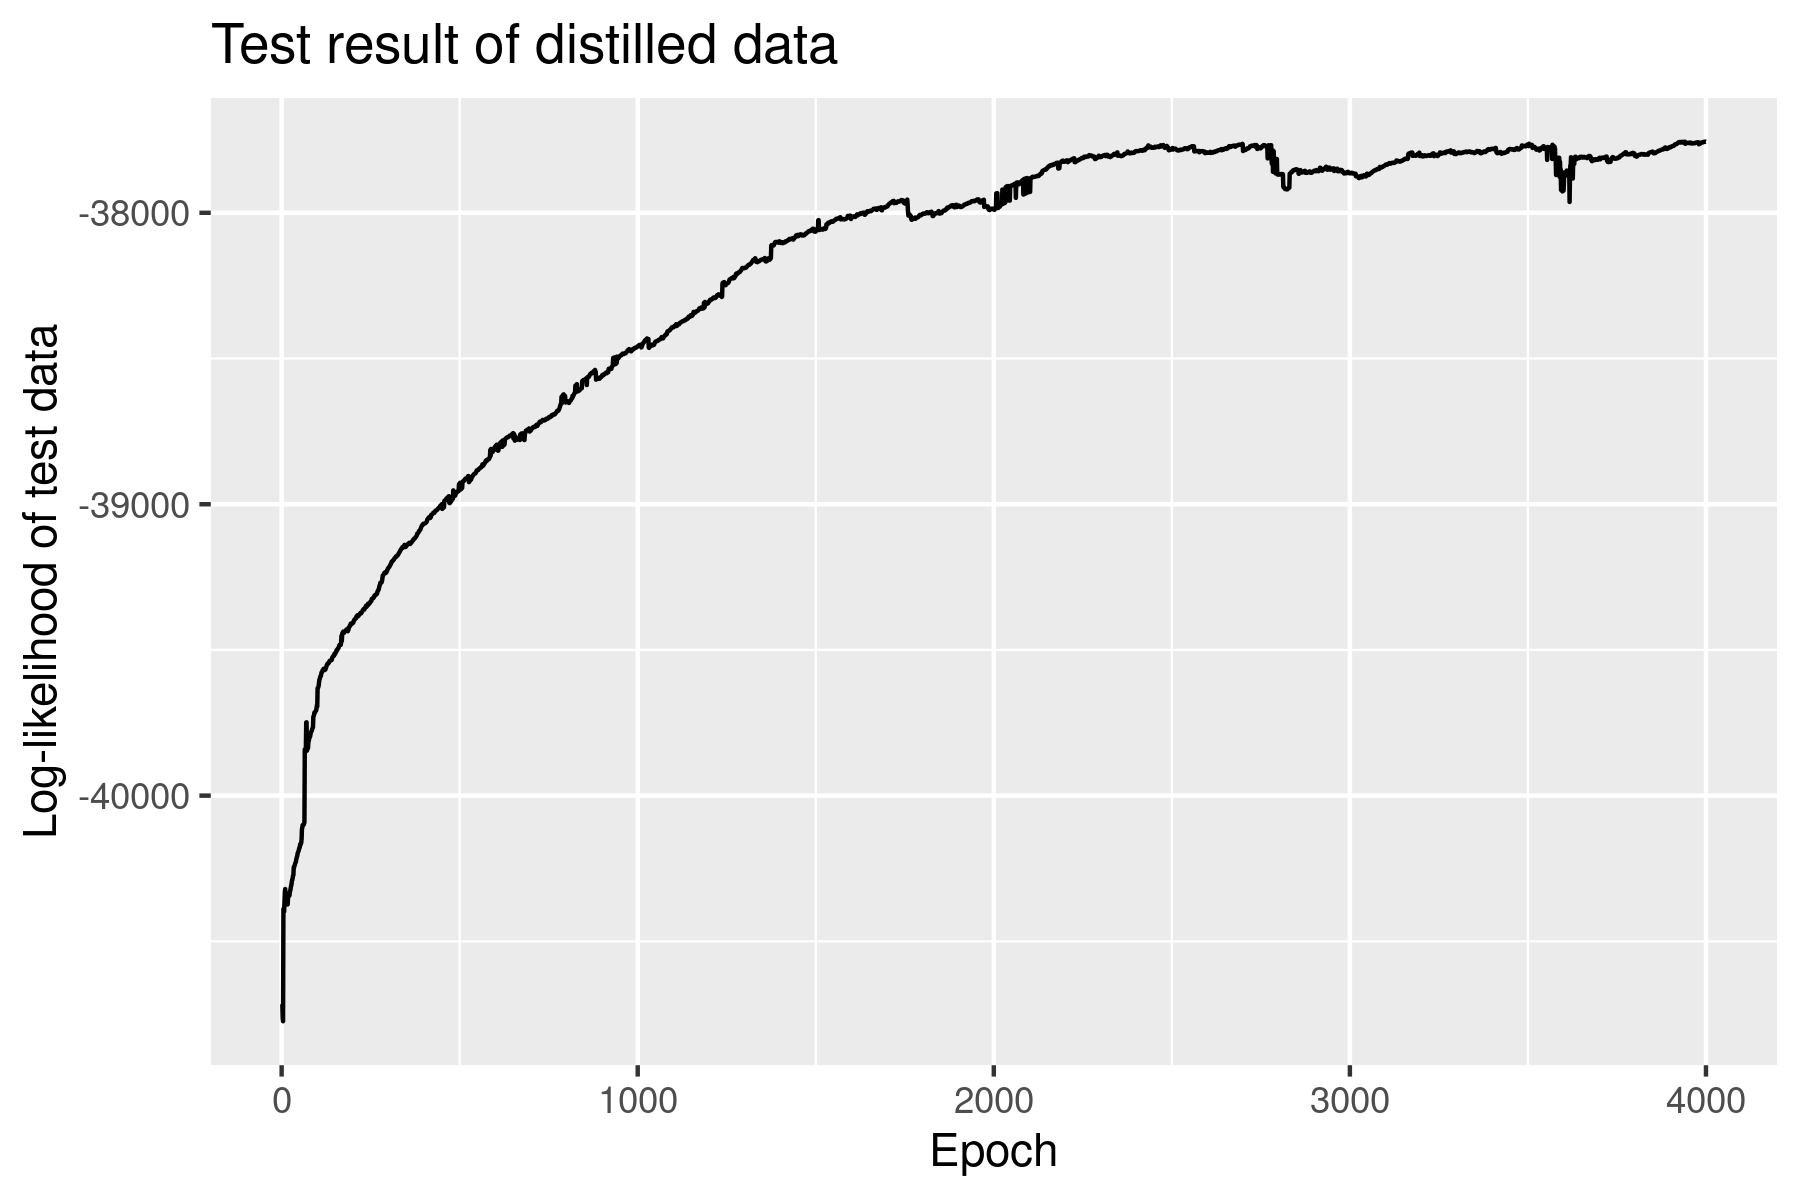 Test result of distilled data
Log-likelihood of test data
-38000
-39000
-40000
0 1000 2000 3000 4000
Epoch